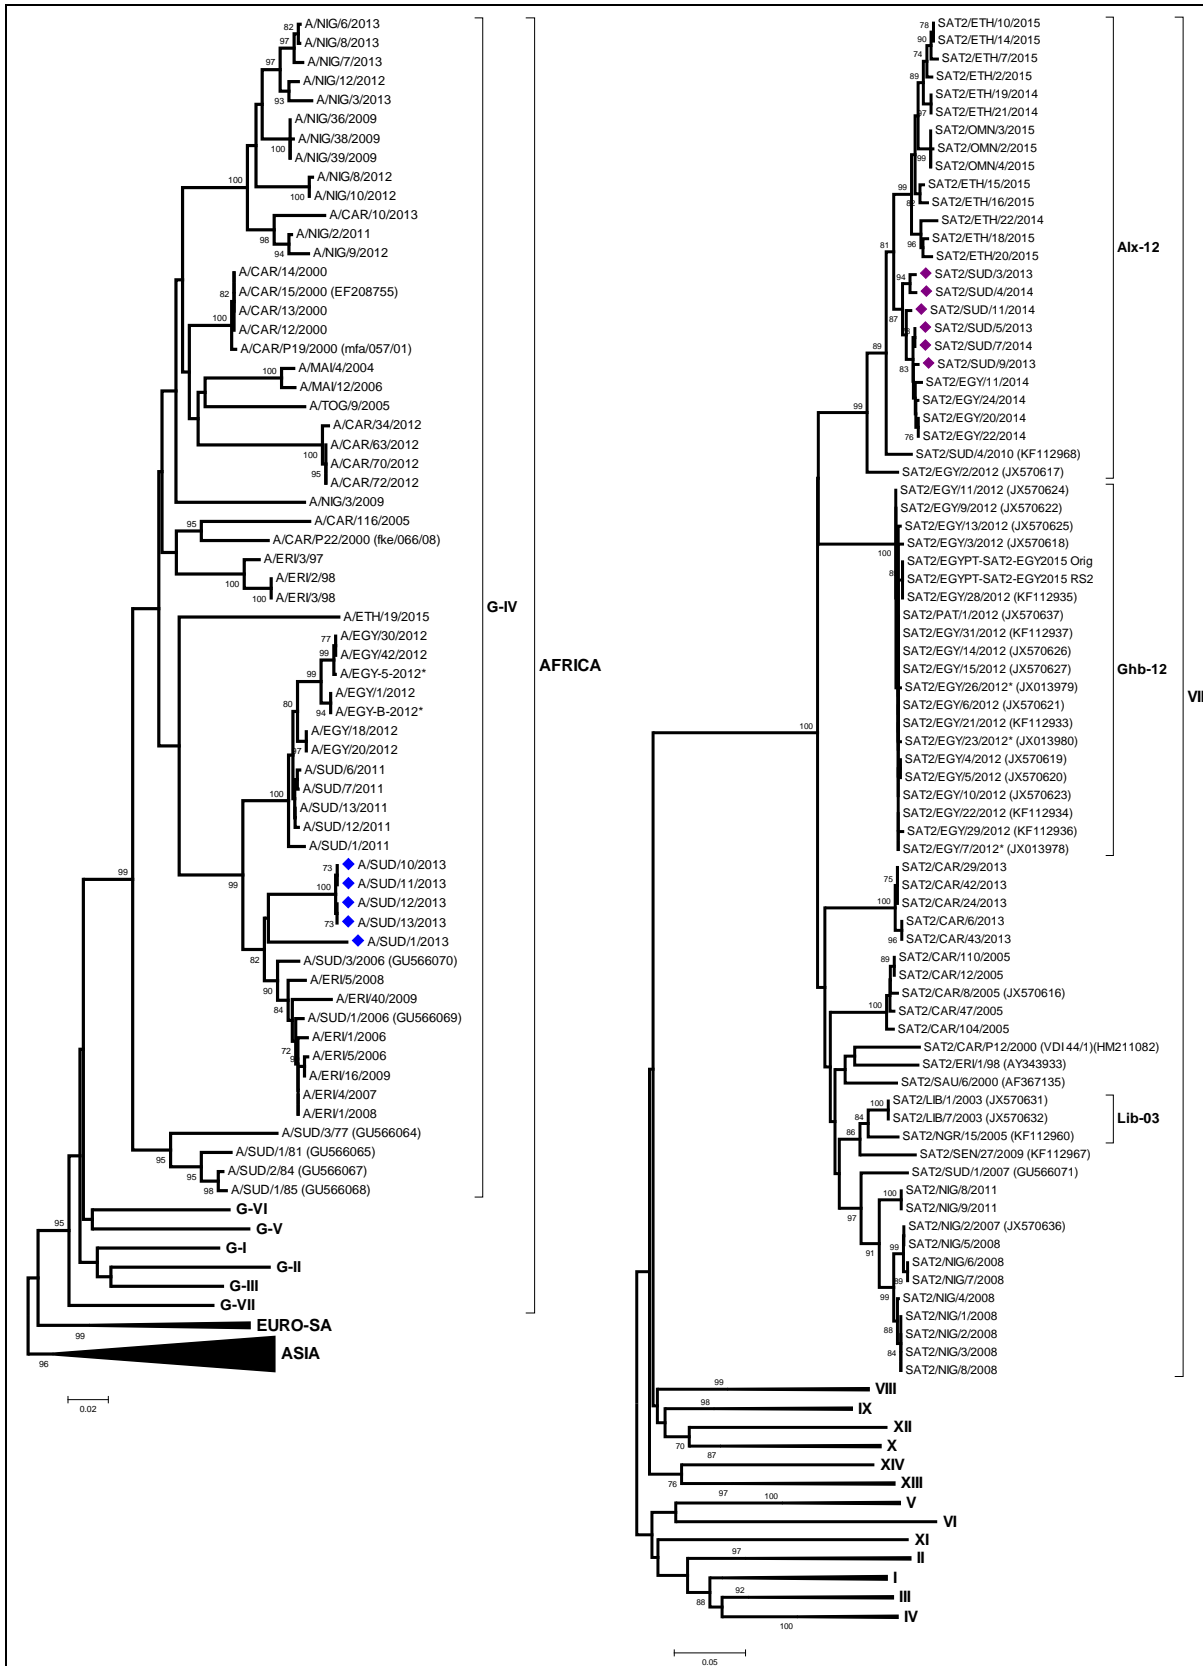 82
A/NIG/6/2013
97
A/NIG/8/2013
97
A/NIG/7/2013
A/NIG/12/2012
93
A/NIG/3/2013
A/NIG/36/2009
A/NIG/38/2009
100
A/NIG/39/2009
100
A/NIG/8/2012
100
A/NIG/10/2012
A/CAR/10/2013
98
A/NIG/2/2011
94
A/NIG/9/2012
A/CAR/14/2000
82
A/CAR/15/2000 (EF208755)
A/CAR/13/2000
100
A/CAR/12/2000
A/CAR/P19/2000 (mfa/057/01)
100
A/MAI/4/2004
A/MAI/12/2006
A/TOG/9/2005
A/CAR/34/2012
A/CAR/63/2012
100
A/CAR/70/2012
95
A/CAR/72/2012
A/NIG/3/2009
95
A/CAR/116/2005
A/CAR/P22/2000 (fke/066/08)
A/ERI/3/97
100
A/ERI/2/98
100
A/ERI/3/98
G-IV
A/ETH/19/2015
77
A/EGY/30/2012
99
A/EGY/42/2012
99
A/EGY-5-2012*
A/EGY/1/2012
80
94
A/EGY-B-2012*
A/EGY/18/2012
97
A/EGY/20/2012
A/SUD/6/2011
A/SUD/7/2011
100
A/SUD/13/2011
A/SUD/12/2011
A/SUD/1/2011
73
A/SUD/10/2013
99
100
A/SUD/11/2013
A/SUD/12/2013
73
A/SUD/13/2013
A/SUD/1/2013
82
A/SUD/3/2006 (GU566070)
90
A/ERI/5/2008
84
A/ERI/40/2009
A/SUD/1/2006 (GU566069)
A/ERI/1/2006
72
A/ERI/5/2006
A/ERI/16/2009
A/ERI/4/2007
A/ERI/1/2008
99
A/SUD/3/77 (GU566064)
95
A/SUD/1/81 (GU566065)
95
A/SUD/2/84 (GU566067)
98
A/SUD/1/85 (GU566068)
AFRICA
G-VI
95
G-V
G-I
G-II
G-III
G-VII
EURO-SA
99
ASIA
96
0.02
78
SAT2/ETH/10/2015
90
SAT2/ETH/14/2015
74
SAT2/ETH/7/2015
89
SAT2/ETH/2/2015
SAT2/ETH/19/2014
97
SAT2/ETH/21/2014
SAT2/OMN/3/2015
SAT2/OMN/2/2015
99
SAT2/OMN/4/2015
99
SAT2/ETH/15/2015
82
SAT2/ETH/16/2015
SAT2/ETH/22/2014
81
96
SAT2/ETH/18/2015
SAT2/ETH/20/2015
Alx-12
94
SAT2/SUD/3/2013
SAT2/SUD/4/2014
87
SAT2/SUD/11/2014
SAT2/SUD/5/2013
89
SAT2/SUD/7/2014
83
SAT2/SUD/9/2013
SAT2/EGY/11/2014
SAT2/EGY/24/2014
99
SAT2/EGY/20/2014
76
SAT2/EGY/22/2014
SAT2/SUD/4/2010 (KF112968)
SAT2/EGY/2/2012 (JX570617)
SAT2/EGY/11/2012 (JX570624)
SAT2/EGY/9/2012 (JX570622)
SAT2/EGY/13/2012 (JX570625)
SAT2/EGY/3/2012 (JX570618)
100
SAT2/EGYPT-SAT2-EGY2015 Orig
SAT2/EGYPT-SAT2-EGY2015 RS2
SAT2/EGY/28/2012 (KF112935)
SAT2/PAT/1/2012 (JX570637)
SAT2/EGY/31/2012 (KF112937)
SAT2/EGY/14/2012 (JX570626)
SAT2/EGY/15/2012 (JX570627)
Ghb-12
SAT2/EGY/26/2012* (JX013979)
SAT2/EGY/6/2012 (JX570621)
SAT2/EGY/21/2012 (KF112933)
SAT2/EGY/23/2012* (JX013980)
SAT2/EGY/4/2012 (JX570619)
SAT2/EGY/5/2012 (JX570620)
SAT2/EGY/10/2012 (JX570623)
SAT2/EGY/22/2012 (KF112934)
SAT2/EGY/29/2012 (KF112936)
SAT2/EGY/7/2012* (JX013978)
VII
100
SAT2/CAR/29/2013
75
SAT2/CAR/42/2013
100
SAT2/CAR/24/2013
SAT2/CAR/6/2013
96
SAT2/CAR/43/2013
89
SAT2/CAR/110/2005
SAT2/CAR/12/2005
SAT2/CAR/8/2005 (JX570616)
100
SAT2/CAR/47/2005
SAT2/CAR/104/2005
SAT2/CAR/P12/2000 (VDI 44/1)(HM211082)
SAT2/ERI/1/98 (AY343933)
SAT2/SAU/6/2000 (AF367135)
100
SAT2/LIB/1/2003 (JX570631)
84
SAT2/LIB/7/2003 (JX570632)
86
SAT2/NGR/15/2005 (KF112960)
Lib-03
SAT2/SEN/27/2009 (KF112967)
SAT2/SUD/1/2007 (GU566071)
97
100
SAT2/NIG/8/2011
SAT2/NIG/9/2011
91
SAT2/NIG/2/2007 (JX570636)
99
SAT2/NIG/5/2008
SAT2/NIG/6/2008
89
SAT2/NIG/7/2008
99
SAT2/NIG/4/2008
SAT2/NIG/1/2008
88
SAT2/NIG/2/2008
84
SAT2/NIG/3/2008
SAT2/NIG/8/2008
99
VIII
98
IX
XII
70
X
87
XIV
76
XIII
97
100
V
VI
XI
97
II
I
88
92
III
100
IV
0.05